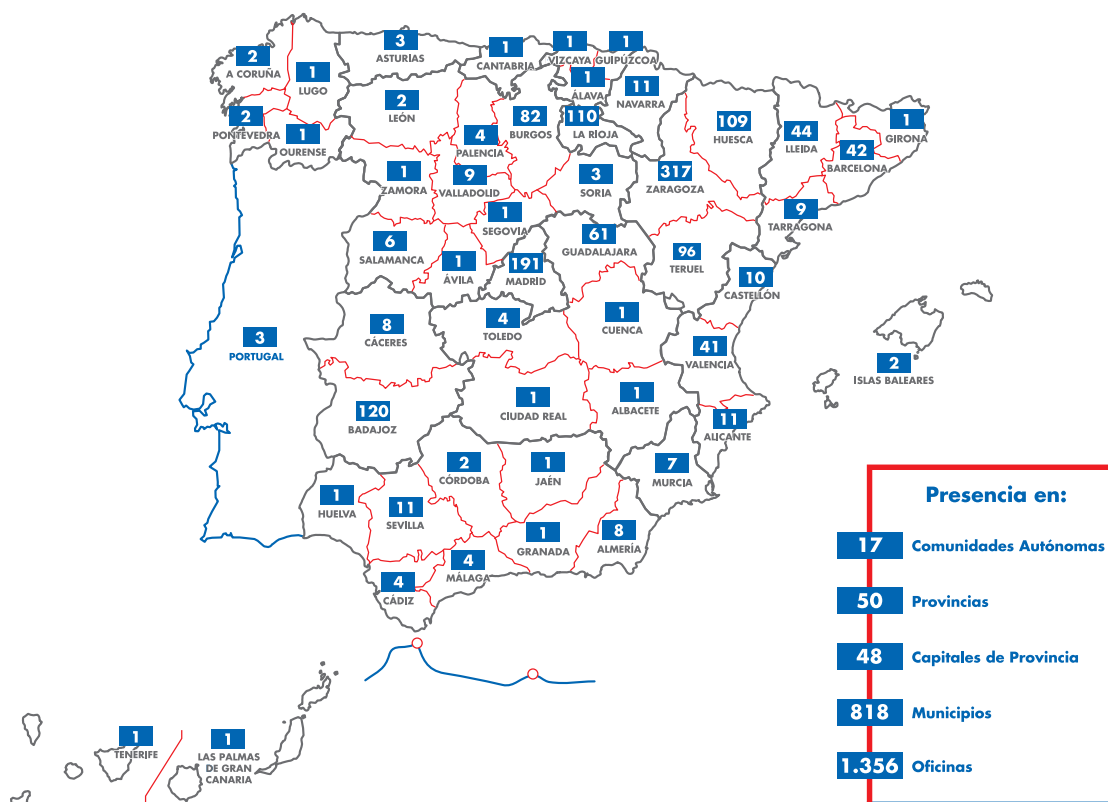 3
ASTURIAS
1
CANTABRIA
1
VIZCAYA
1
GUIPÚZCOA
2
A CORUÑA
1
LUGO
1
ÁLAVA
11
NAVARRA
2
LEÓN
82
BURGOS
110
LA RIOJA
109
HUESCA
44
LLEIDA
1
GIRONA
2
PONTEVEDRA
1
OURENSE
4
PALENCIA
42
BARCELONA
1
ZAMORA
9
VALLADOLID
3
SORIA
317
ZARAGOZA
1
SEGOVIA
9
TARRAGONA
6
SALAMANCA
1
ÁVILA
191
MADRID
61
GUADALAJARA
96
TERUEL
10
CASTELLÓN
3
PORTUGAL
8
CÁCERES
4
TOLEDO
1
CUENCA
41
VALENCIA
2
ISLAS BALEARES
120
BADAJOZ
1
CIUDAD REAL
1
ALBACETE
11
ALICANTE
2
CÓRDOBA
1
JAÉN
7
MURCIA
1
HUELVA
11
SEVILLA
1
GRANADA
8
ALMERÍA
4
CÁDIZ
4
MÁLAGA
1
TENERIFE
1
LAS PALMAS
DE GRAN
CANARIA
Presencia en:
17 Comunidades Autónomas
50 Provincias
48 Capitales de Provincia
818 Municipios
1.356 Oficinas